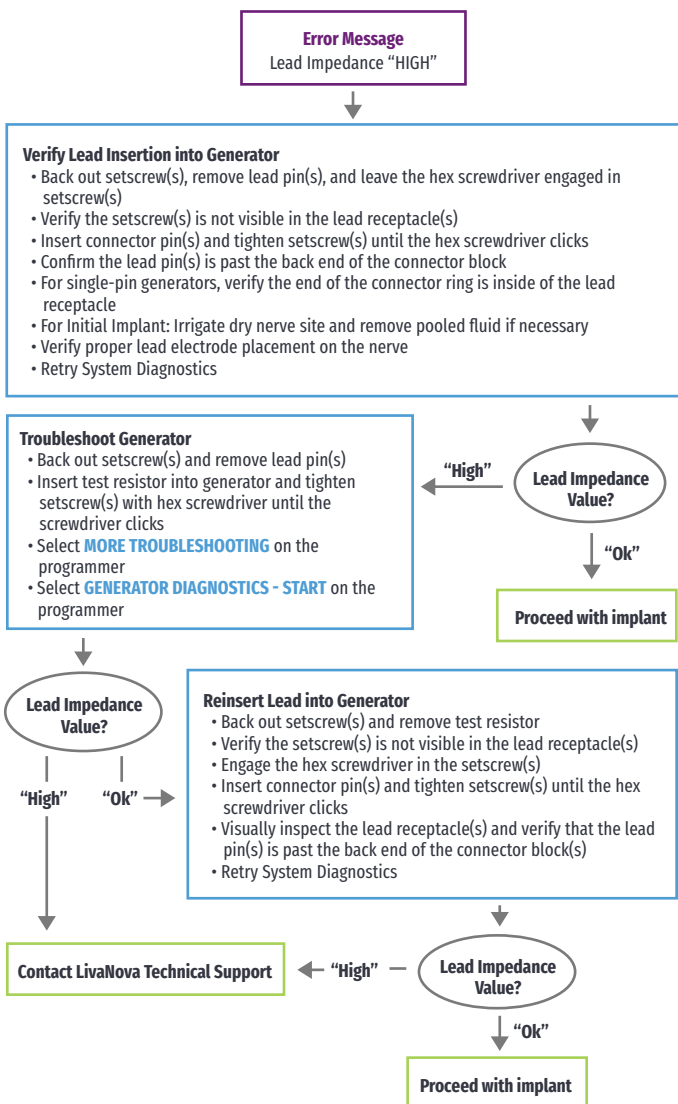 Error Message
Lead Impedance “HIGH”
Verify Lead Insertion into Generator
• Back out setscrew(s), remove lead pin(s), and leave the hex screwdriver engaged in
setscrew(s)
• Verify the setscrew(s) is not visible in the lead receptacle(s)
• Insert connector pin(s) and tighten setscrew(s) until the hex screwdriver clicks
• Confirm the lead pin(s) is past the back end of the connector block
• For single-pin generators, verify the end of the connector ring is inside of the lead
receptacle
• For Initial Implant: Irrigate dry nerve site and remove pooled fluid if necessary
• Verify proper lead electrode placement on the nerve
• Retry System Diagnostics
Lead Impedance
Value?
“High”
“Ok”
Proceed with implant
Troubleshoot Generator
• Back out setscrew(s) and remove lead pin(s)
• Insert test resistor into generator and tighten
setscrew(s) with hex screwdriver until the
screwdriver clicks
• Select MORE TROUBLESHOOTING on the
programmer
• Select GENERATOR DIAGNOSTICS - START on the
programmer
Lead Impedance
Value?
“High”
“Ok”
Reinsert Lead into Generator
• Back out setscrew(s) and remove test resistor
• Verify the setscrew(s) is not visible in the lead receptacle(s)
• Engage the hex screwdriver in the setscrew(s)
• Insert connector pin(s) and tighten setscrew(s) until the hex
screwdriver clicks
• Visually inspect the lead receptacle(s) and verify that the lead
pin(s) is past the back end of the connector block(s)
• Retry System Diagnostics
Contact LivaNova Technical Support
“High”
Lead Impedance
Value?
“Ok”
Proceed with implant